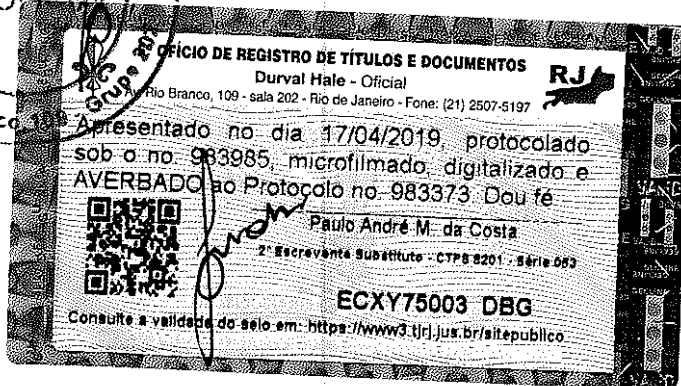 OFÍCIO DE REGISTRO DE TÍTULOS E DOCUMENTOS
RJ
Durval Hale - Oficial
Av. Rio Branco, 109 - sala 202 - Rio de Janeiro - Fone: (21) 2507-5197
Grupo 202
109
Apresentado no dia 17/04/2019, protocolado
sob o no. 983985, microfilmado, digitalizado e
AVERBADO ao Protocolo no. 983373. Dou fé
Paulo André M. da Costa
2º Escrevente Substituto - CTPS 8201 - Série 053
ECXY75003 DBG
Consulte a validade do selo em: https://www3.tjrj.jus.br/sitepublico